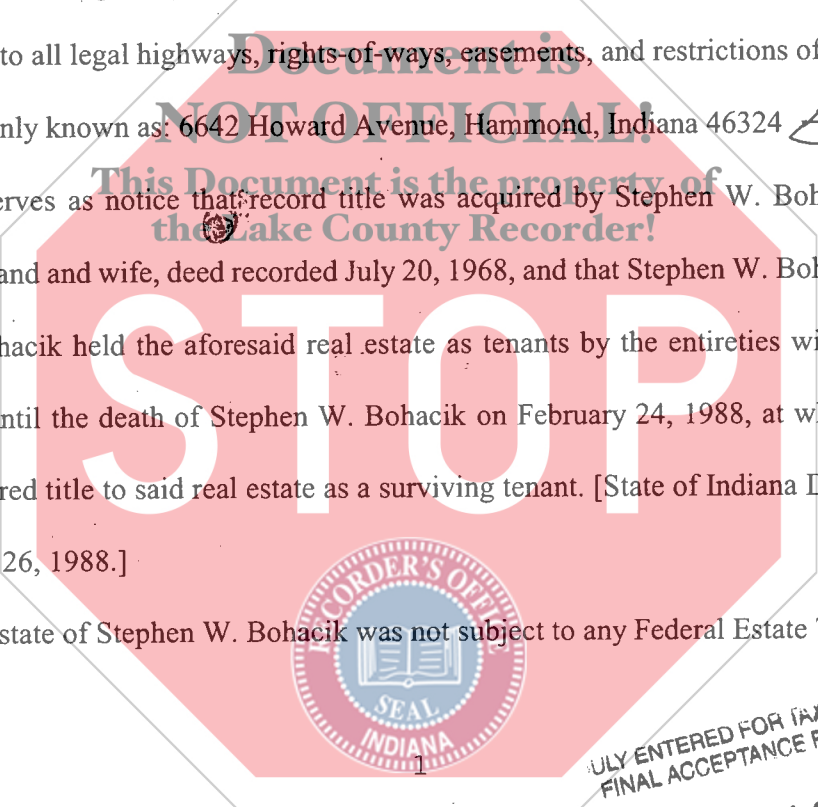 to all legal highways, rights-of-ways, easements, and restrictions of
Document is
nly known as: 6642 Howard Avenue, Hammond, Indiana 46324
NOT OFFICIAL!
This Document is the property of
erves as notice that record title was acquired by Stephen W. Boh
the Lake County Recorder!
and and wife, deed recorded July 20, 1968, and that Stephen W. Boh
STOP
hacik held the aforesaid real estate as tenants by the entireties wi
ntil the death of Stephen W. Bohacik on February 24, 1988, at w
red title to said real estate as a surviving tenant. [State of Indiana D
26, 1988.]
RECORDER'S OFFICE
state of Stephen W. Bohacik was not subject to any Federal Estate T
SEAL
INDIANA
1
ULY ENTERED FOR TAX
FINAL ACCEPTANCE F